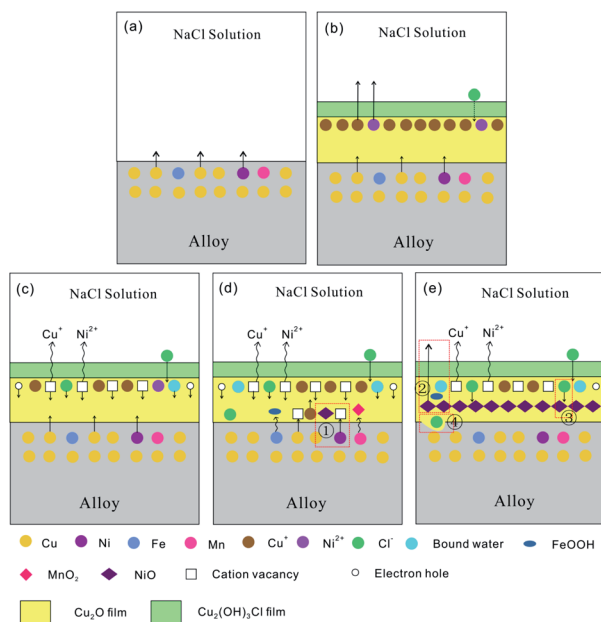 (a)
NaCl Solution
Alloy
(b)
NaCl Solution
Alloy
(c)
NaCl Solution
Cu⁺ Ni²⁺
Alloy
(d)
NaCl Solution
Cu⁺ Ni²⁺
①
Alloy
(e)
NaCl Solution
Cu⁺ Ni²⁺
②
③
④
Alloy
Cu Ni Fe Mn Cu⁺ Ni²⁺ Cl⁻ Bound water FeOOH
MnO₂ NiO Cation vacancy Electron hole
Cu₂O film Cu₂(OH)₃Cl film